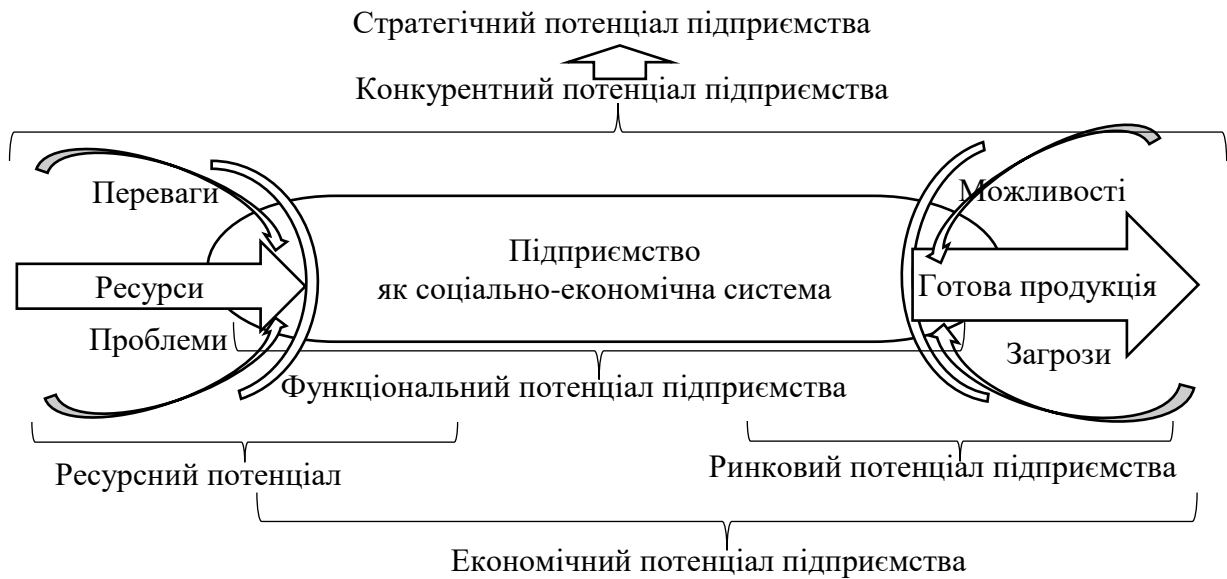 Стратегічний потенціал підприємства
Конкурентний потенціал підприємства
Переваги
Можливості
Підприємство
як соціально-економічна система
Ресурси
Готова продукція
Проблеми
Загрози
Функціональний потенціал підприємства
Ресурсний потенціал
Ринковий потенціал підприємства
Економічний потенціал підприємства